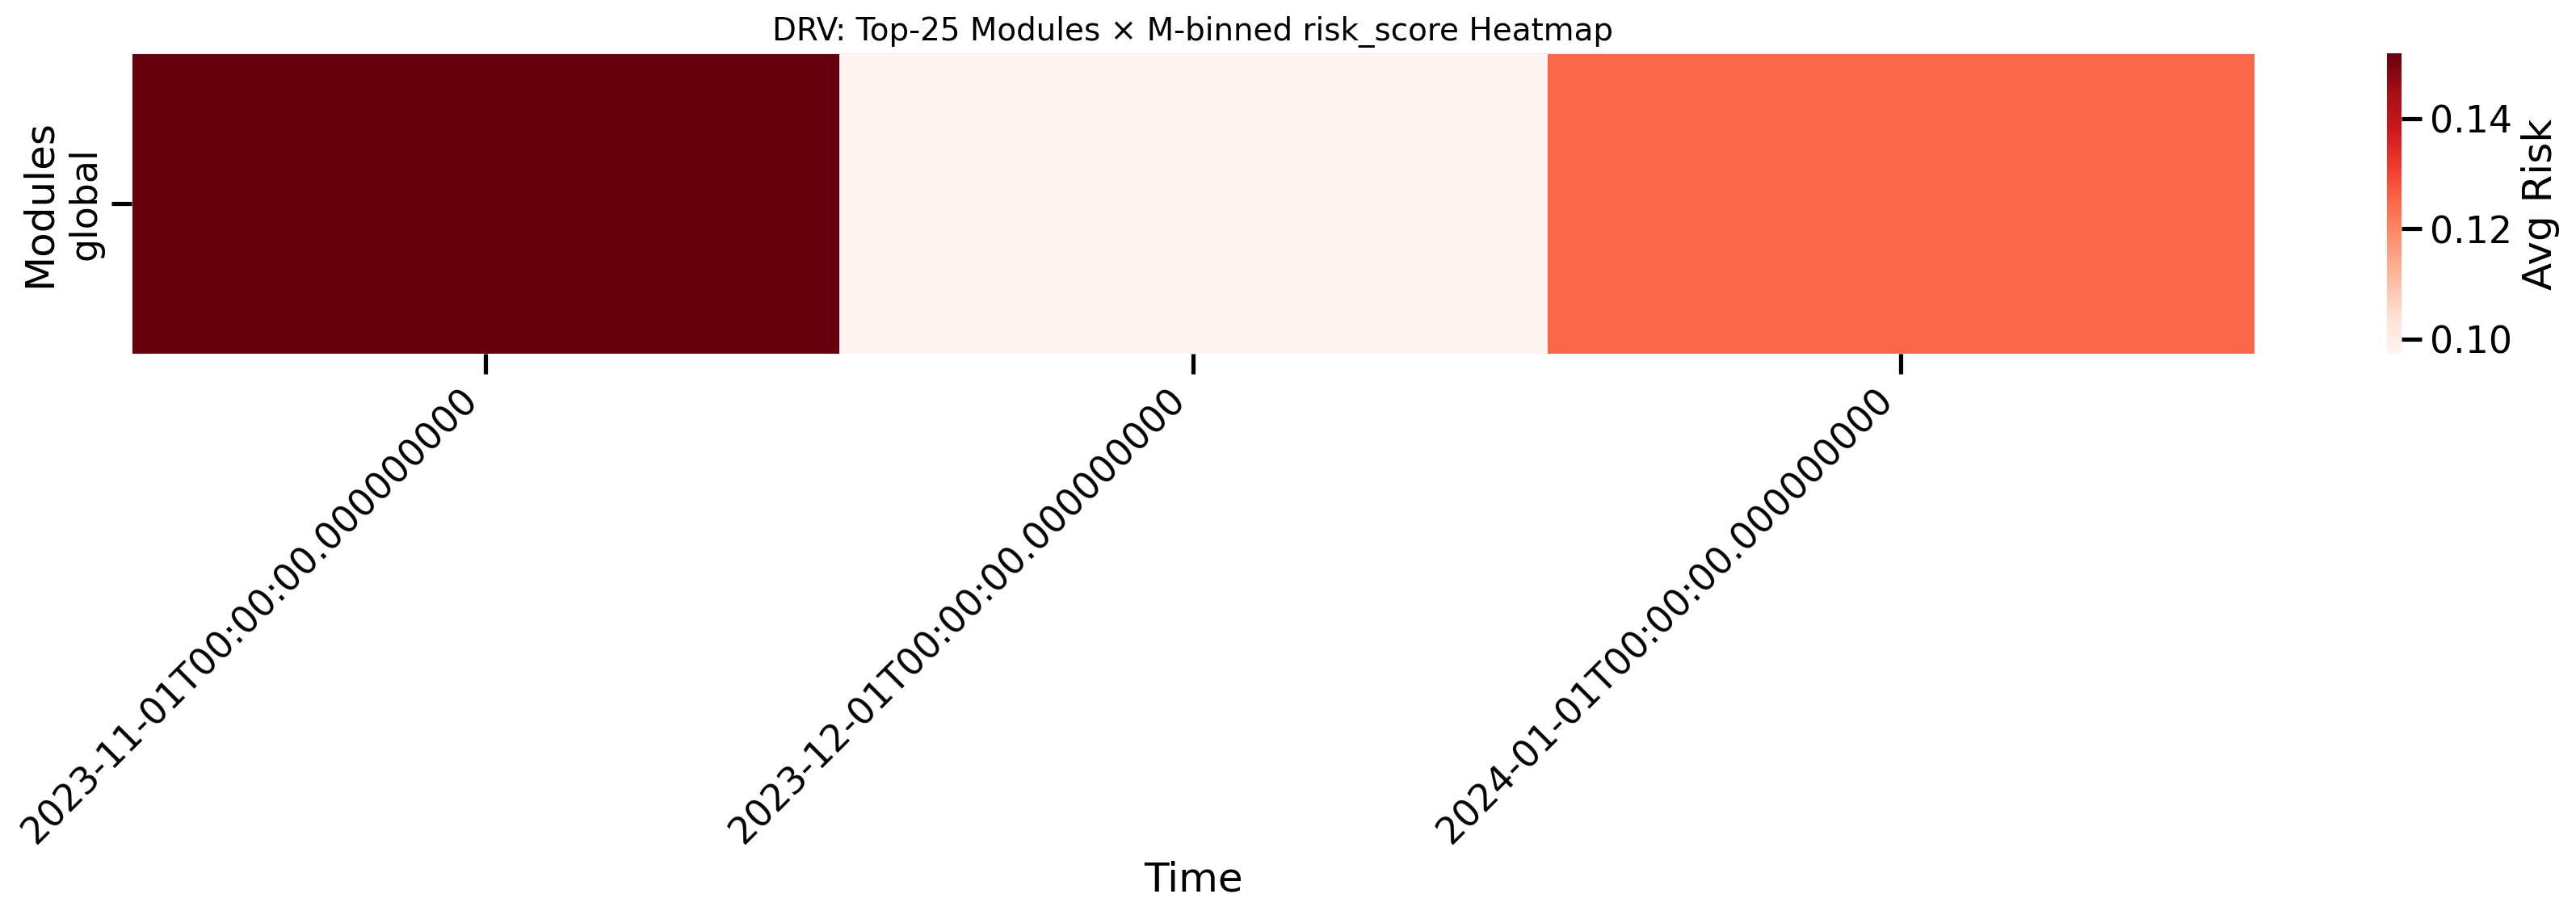 DRV: Top-25 Modules × M-binned risk_score Heatmap
Modules
global
2023-11-01T00:00:00.000000000
2023-12-01T00:00:00.000000000
2024-01-01T00:00:00.000000000
Time
0.14
0.12
0.10
Avg Risk